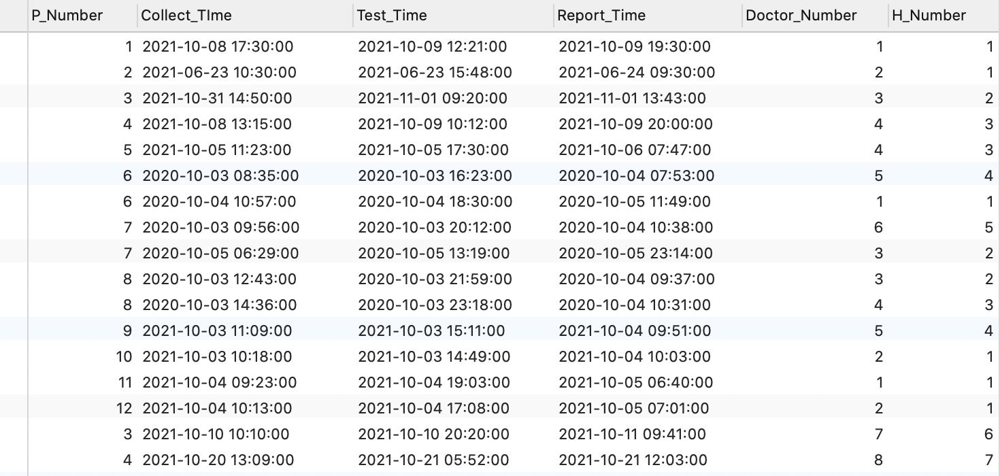 P_Number Collect_TIme Test_Time Report_Time Doctor_Number H_Number
1 2021-10-08 17:30:00 2021-10-09 12:21:00 2021-10-09 19:30:00 1 1
2 2021-06-23 10:30:00 2021-06-23 15:48:00 2021-06-24 09:30:00 2 1
3 2021-10-31 14:50:00 2021-11-01 09:20:00 2021-11-01 13:43:00 3 2
4 2021-10-08 13:15:00 2021-10-09 10:12:00 2021-10-09 20:00:00 4 3
5 2021-10-05 11:23:00 2021-10-05 17:30:00 2021-10-06 07:47:00 4 3
6 2020-10-03 08:35:00 2020-10-03 16:23:00 2020-10-04 07:53:00 5 4
6 2020-10-04 10:57:00 2020-10-04 18:30:00 2020-10-05 11:49:00 1 1
7 2020-10-03 09:56:00 2020-10-03 20:12:00 2020-10-04 10:38:00 6 5
7 2020-10-05 06:29:00 2020-10-05 13:19:00 2020-10-05 23:14:00 3 2
8 2020-10-03 12:43:00 2020-10-03 21:59:00 2020-10-04 09:37:00 3 2
8 2020-10-03 14:36:00 2020-10-03 23:18:00 2020-10-04 10:31:00 4 3
9 2021-10-03 11:09:00 2021-10-03 15:11:00 2021-10-04 09:51:00 5 4
10 2021-10-03 10:18:00 2021-10-03 14:49:00 2021-10-04 10:03:00 2 1
11 2021-10-04 09:23:00 2021-10-04 19:03:00 2021-10-05 06:40:00 1 1
12 2021-10-04 10:13:00 2021-10-04 17:08:00 2021-10-05 07:01:00 2 1
3 2021-10-10 10:10:00 2021-10-10 20:20:00 2021-10-11 09:41:00 7 6
4 2021-10-20 13:09:00 2021-10-21 05:52:00 2021-10-21 12:03:00 8 7